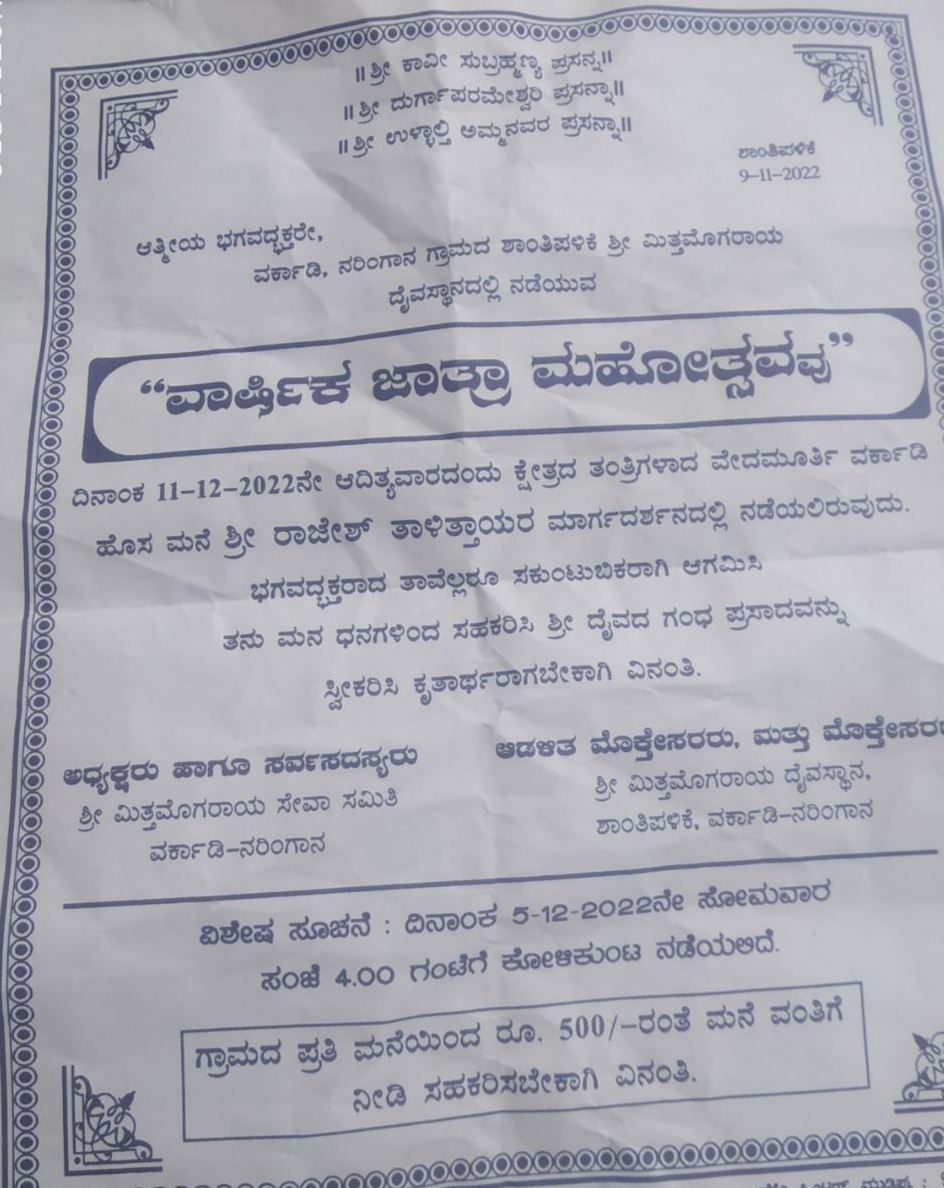 ॥ಶ್ರೀ ಕಾವೀ ಸುಬ್ರಹ್ಮಣ್ಯ ಪ್ರಸನ್ನ॥
॥ಶ್ರೀ ದುರ್ಗಾಪರಮೇಶ್ವರಿ ಪ್ರಸನ್ನಾ॥
॥ಶ್ರೀ ಉಳ್ಳಾಲ್ತಿ ಅಮ್ಮನವರ ಪ್ರಸನ್ನಾ॥
ಶಾಂತಿಪಳಿಕೆ
9-11-2022
ಆತ್ಮೀಯ ಭಗವದ್ಭಕ್ತರೇ,
ವರ್ಕಾಡಿ, ನರಿಂಗಾನ ಗ್ರಾಮದ ಶಾಂತಿಪಳಿಕೆ ಶ್ರೀ ಮಿತ್ತಮೊಗರಾಯ
ದೈವಸ್ಥಾನದಲ್ಲಿ ನಡೆಯುವ
“ವಾರ್ಷಿಕ ಜಾತ್ರಾ ಮಹೋತ್ಸವವು”
ದಿನಾಂಕ 11-12-2022ನೇ ಆದಿತ್ಯವಾರದಂದು ಕ್ಷೇತ್ರದ ತಂತ್ರಿಗಳಾದ ವೇದಮೂರ್ತಿ ವರ್ಕಾಡಿ
ಹೊಸ ಮನೆ ಶ್ರೀ ರಾಜೇಶ್ ತಾಳಿತ್ತಾಯರ ಮಾರ್ಗದರ್ಶನದಲ್ಲಿ ನಡೆಯಲಿರುವುದು.
ಭಗವದ್ಭಕ್ತರಾದ ತಾವೆಲ್ಲರೂ ಸಕುಂಟುಬಿಕರಾಗಿ ಆಗಮಿಸಿ
ತನು ಮನ ಧನಗಳಿಂದ ಸಹಕರಿಸಿ ಶ್ರೀ ದೈವದ ಗಂಧ ಪ್ರಸಾದವನ್ನು
ಸ್ವೀಕರಿಸಿ ಕೃತಾರ್ಥರಾಗಬೇಕಾಗಿ ವಿನಂತಿ.
ಅಧ್ಯಕ್ಷರು ಹಾಗೂ ಸರ್ವಸದಸ್ಯರು
ಶ್ರೀ ಮಿತ್ತಮೊಗರಾಯ ಸೇವಾ ಸಮಿತಿ
ವರ್ಕಾಡಿ-ನರಿಂಗಾನ
ಆಡಳಿತ ಮೊಕ್ತೇಸರರು, ಮತ್ತು ಮೊಕ್ತೇಸರರು
ಶ್ರೀ ಮಿತ್ತಮೊಗರಾಯ ದೈವಸ್ಥಾನ,
ಶಾಂತಿಪಳಿಕೆ, ವರ್ಕಾಡಿ-ನರಿಂಗಾನ
ವಿಶೇಷ ಸೂಚನೆ : ದಿನಾಂಕ 5-12-2022ನೇ ಸೋಮವಾರ
ಸಂಜೆ 4.00 ಗಂಟೆಗೆ ಕೋಳಿಕುಂಟ ನಡೆಯಲಿದೆ.
ಗ್ರಾಮದ ಪ್ರತಿ ಮನೆಯಿಂದ ರೂ. 500/-ರಂತೆ ಮನೆ ವಂತಿಗೆ
ನೀಡಿ ಸಹಕರಿಸಬೇಕಾಗಿ ವಿನಂತಿ.